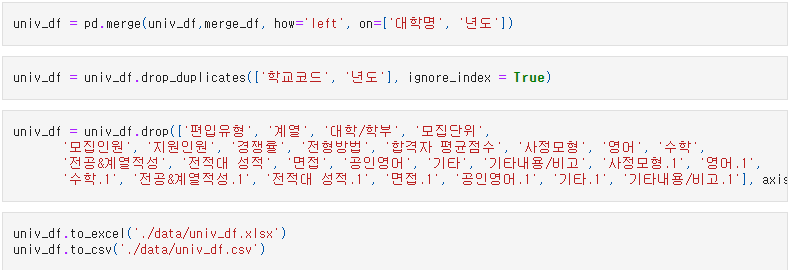 univ_df = pd.merge(univ_df,merge_df, how='left', on=['대학명', '년도'])
univ_df = univ_df.drop_duplicates(['학교코드', '년도'], ignore_index = True)
univ_df = univ_df.drop(['편입유형', '계열', '대학/학부', '모집단위',
'모집인원', '지원인원', '경쟁률', '전형방법', '합격자 평균점수', '사정모형', '영어', '수학',
'전공&계열적성', '전적대 성적', '면접', '공인영어', '기타', '기타내용/비고', '사정모형.1', '영어.1',
'수학.1', '전공&계열적성.1', '전적대 성적.1', '면접.1', '공인영어.1', '기타.1', '기타내용/비고.1'], axis
univ_df.to_excel('./data/univ_df.xlsx')
univ_df.to_csv('./data/univ_df.csv')